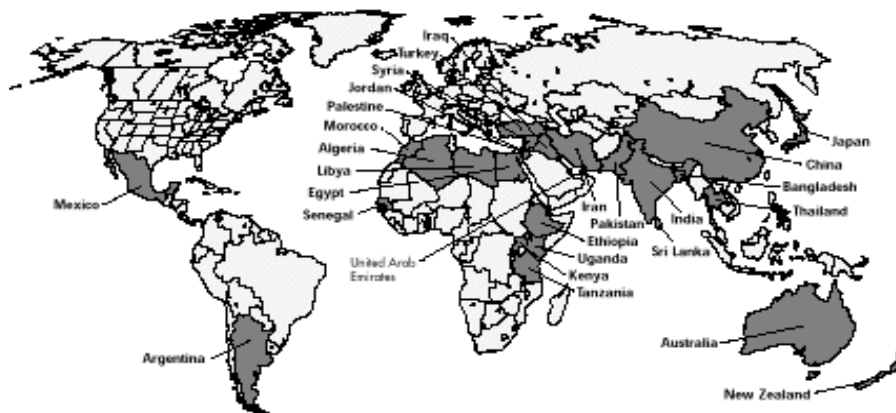 Iraq
Turkey
Syria
Jordan
Palestine
Morocco
Algeria
Libya
Egypt
Senegal
Mexico
United Arab
Emirates
Argentina
Iran
Pakistan
India
Sri Lanka
Ethiopia
Uganda
Kenya
Tanzania
Japan
China
Bangladesh
Thailand
Australia
New Zealand